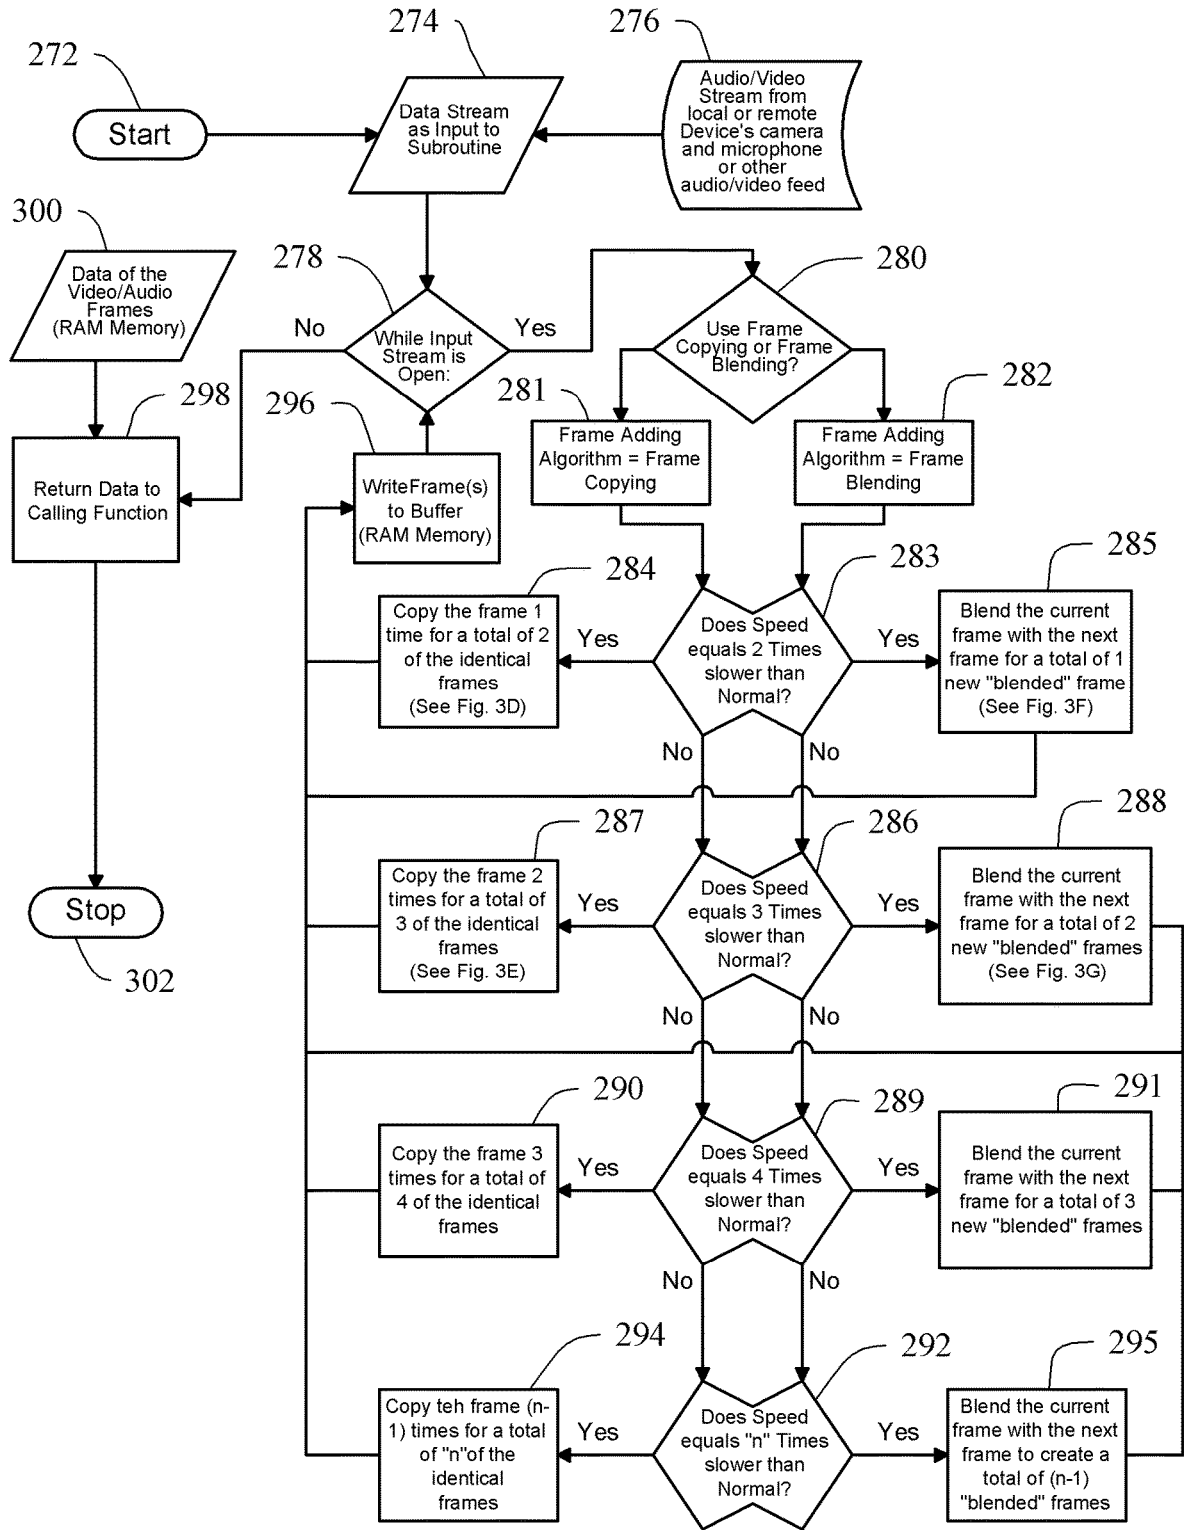 272
274
276
Start
Data Stream
as Input to
Subroutine
Audio/Video
Stream from
local or remote
Device's camera
and microphone
or other
audio/video feed
300
278
280
Data of the
Video/Audio
Frames
(RAM Memory)
No
While Input
Stream is
Open:
Yes
Use Frame
Copying or Frame
Blending?
298
296
281
282
Return Data to
Calling Function
WriteFrame(s)
to Buffer
(RAM Memory)
Frame Adding
Algorithm = Frame
Copying
Frame Adding
Algorithm = Frame
Blending
284
283
285
Copy the frame 1
time for a total of 2
of the identical
frames
(See Fig. 3D)
Yes
Does Speed
equals 2 Times
slower than
Normal?
Yes
Blend the current
frame with the next
frame for a total of 1
new "blended" frame
(See Fig. 3F)
No
No
287
286
288
Copy the frame 2
times for a total of
3 of the identical
frames
(See Fig. 3E)
Yes
Does Speed
equals 3 Times
slower than
Normal?
Yes
Blend the current
frame with the next
frame for a total of 2
new "blended" frames
(See Fig. 3G)
Stop
302
No
No
290
289
291
Copy the frame 3
times for a total of
4 of the identical
frames
Yes
Does Speed
equals 4 Times
slower than
Normal?
Yes
Blend the current
frame with the next
frame for a total of 3
new "blended" frames
No
No
294
292
295
Copy teh frame (n-
1) times for a total
of "n"of the
identical
frames
Yes
Does Speed
equals "n" Times
slower than
Normal?
Yes
Blend the current
frame with the next
frame to create a
total of (n-1)
"blended" frames